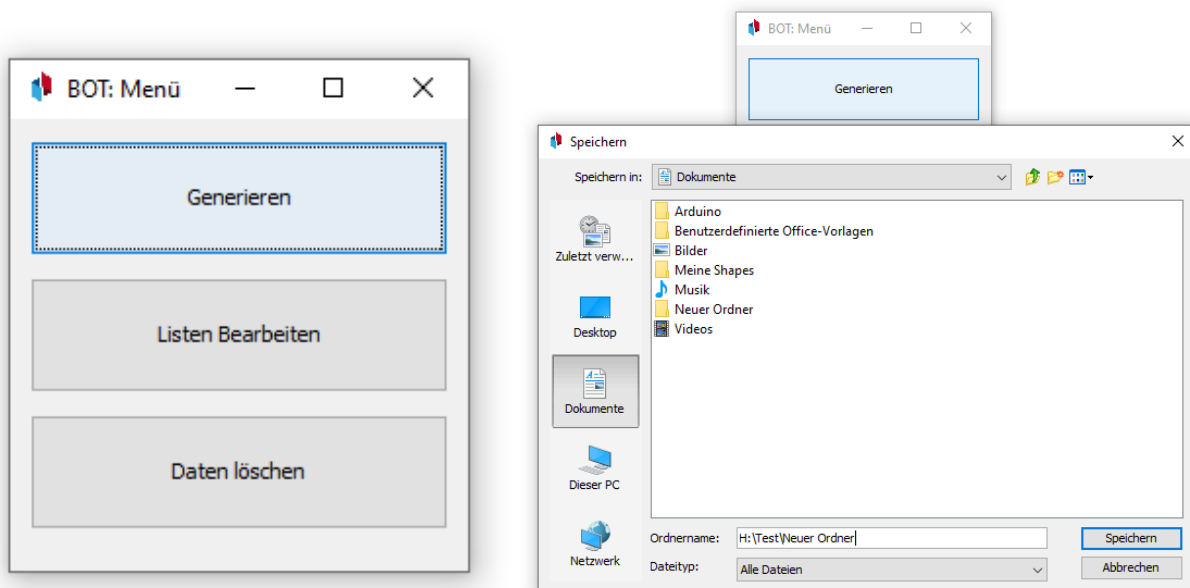 BOT: Menü
Generieren
Listen Bearbeiten
Daten löschen
BOT: Menü
Generieren
Speichern
Speichern in:
Dokumente
Zuletzt verw...
Desktop
Dokumente
Dieser PC
Netzwerk
Arduino
Benutzerdefinierte Office-Vorlagen
Bilder
Meine Shapes
Musik
Neuer Ordner
Videos
Ordnername: H:\Test\Neuer Ordner
Speichern
Dateityp: Alle Dateien
Abbrechen